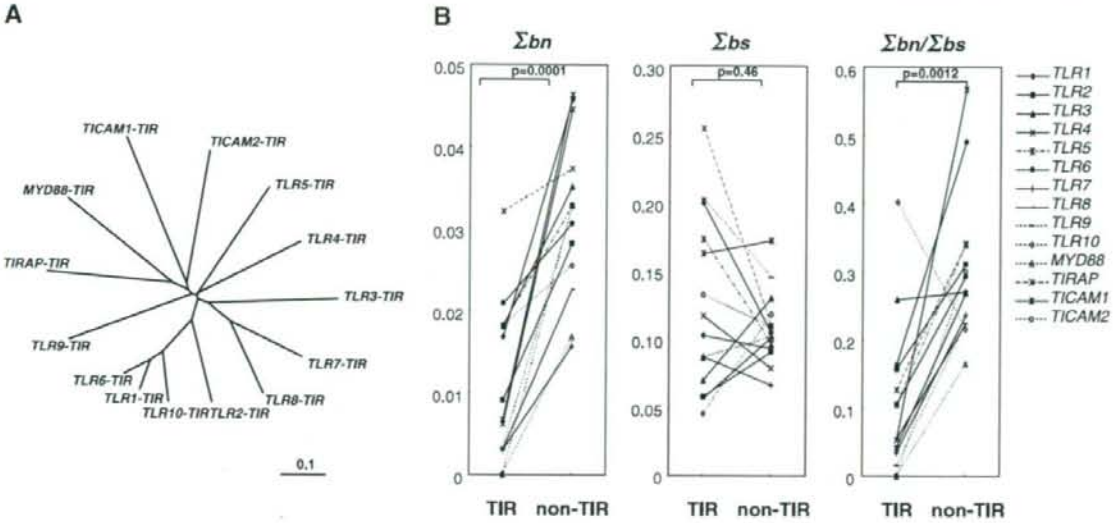 A
TICAM1-TIR
TICAM2-TIR
MYD88-TIR
TLR5-TIR
TLR4-TIR
TIRAP-TIR
TLR3-TIR
TLR9-TIR
TLR7-TIR
TLR6-TIR
TLR1-TIR
TLR8-TIR
TLR10-TIR TLR2-TIR
0.1
B
Σbn
0.05
0.04
0.03
0.02
0.01
0
p=0.0001
TIR non-TIR
Σbs
0.30
0.25
0.20
0.15
0.10
0.05
0
p=0.46
TIR non-TIR
Σbn/Σbs
0.6
0.5
0.4
0.3
0.2
0.1
0
p=0.0012
TIR non-TIR
TLR1
TLR2
TLR3
TLR4
TLR5
TLR6
TLR7
TLR8
TLR9
TLR10
MYD88
TIRAP
TICAM1
TICAM2